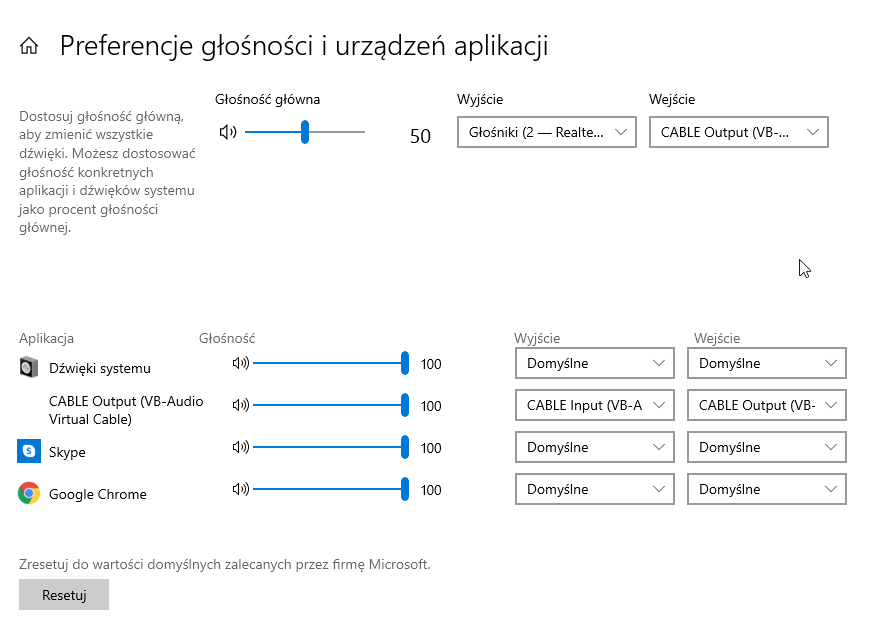 Preferencje głośności i urządzeń aplikacji
Głośność główna
Wyjście
Wejście
Dostosuj głośność główną,
aby zmienić wszystkie
dźwięki. Możesz dostosować
głośność konkretnych
aplikacji i dźwięków systemu
jako procent głośności
głównej.
50
Głośniki (2 — Realte...
CABLE Output (VB-...
Aplikacja
Głośność
Wyjście
Wejście
Dźwięki systemu
100
Domyślne
Domyślne
CABLE Output (VB-Audio
Virtual Cable)
100
CABLE Input (VB-A
CABLE Output (VB-
Skype
100
Domyślne
Domyślne
Google Chrome
100
Domyślne
Domyślne
Zresetuj do wartości domyślnych zalecanych przez firmę Microsoft.
Resetuj